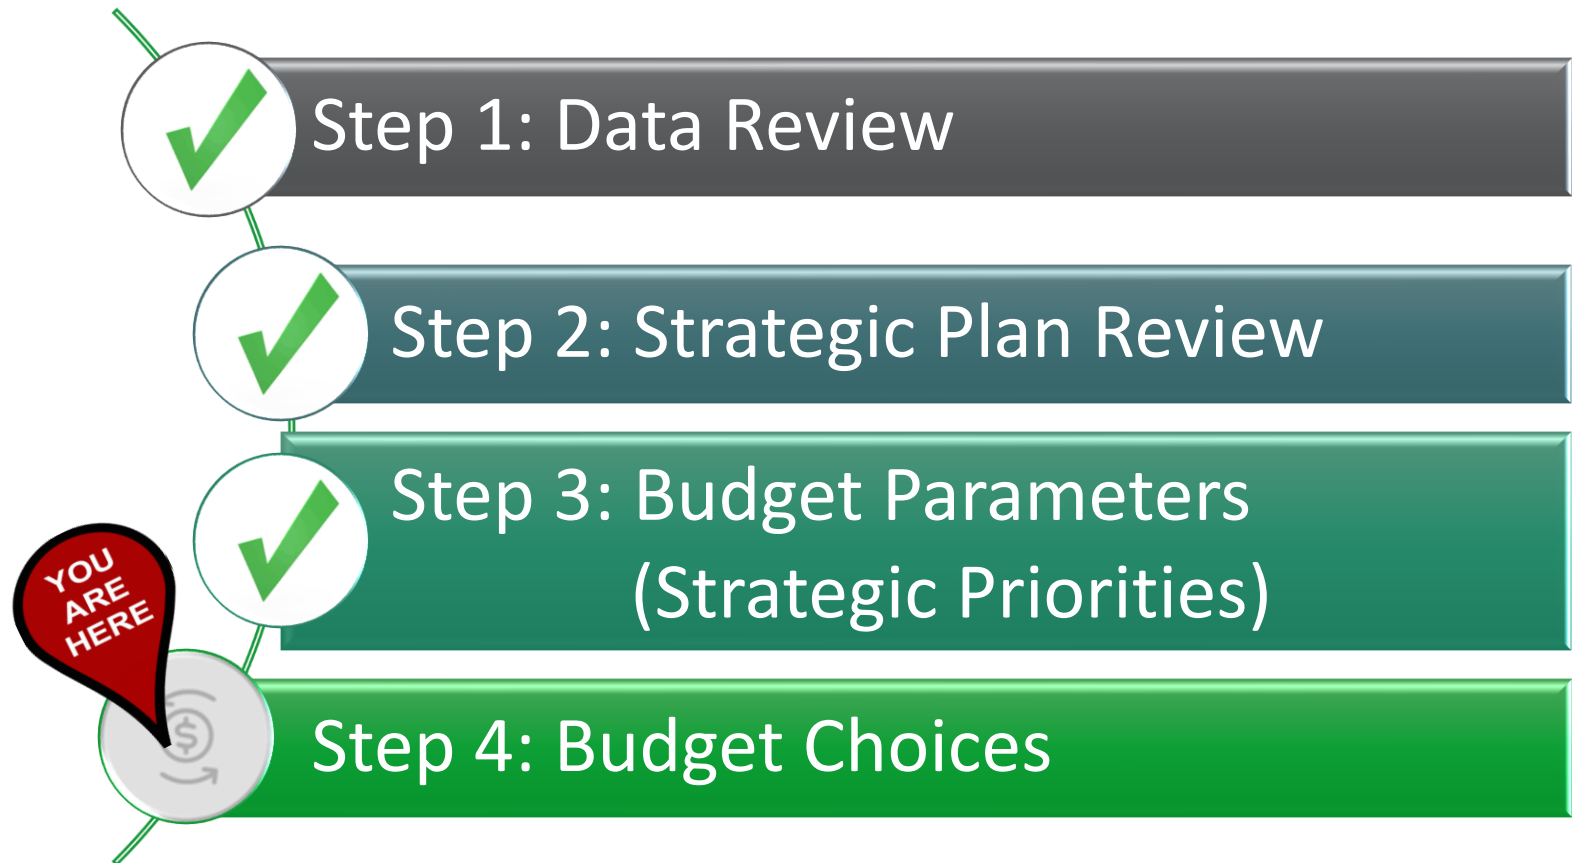 Step 1: Data Review
Step 2: Strategic Plan Review
Step 3: Budget Parameters
(Strategic Priorities)
YOU
ARE
HERE
$
Step 4: Budget Choices